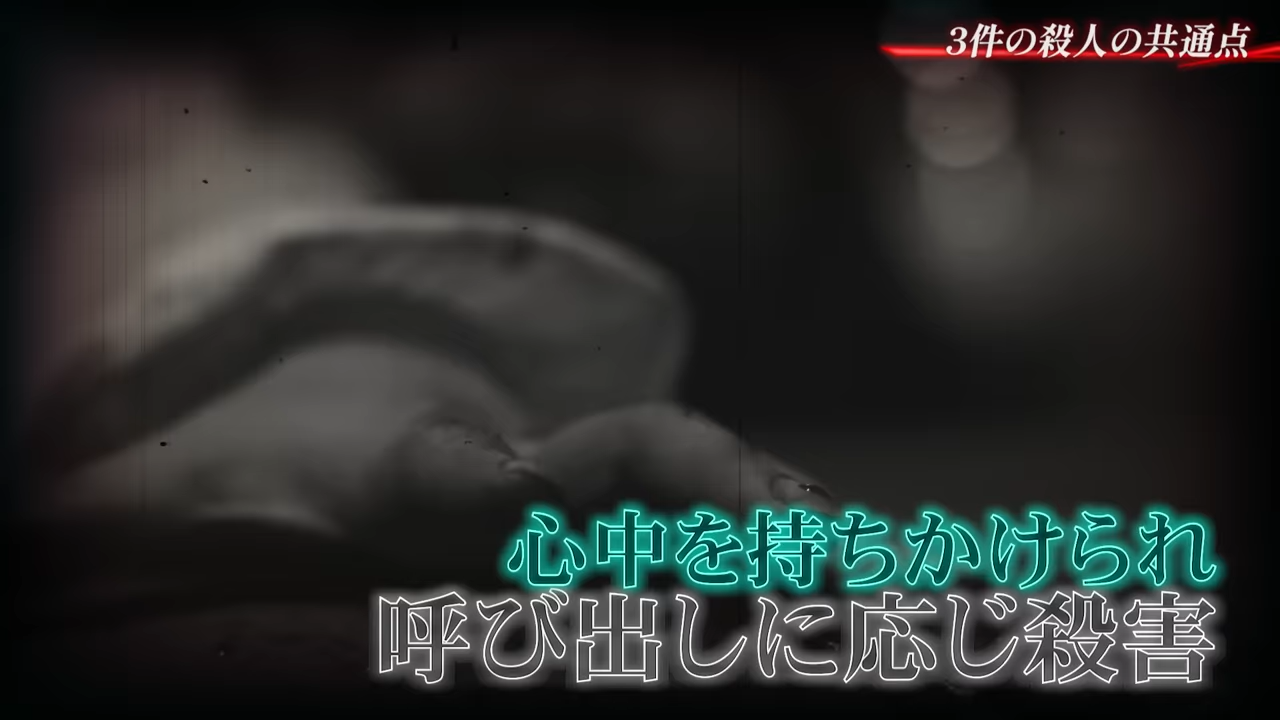 3件の殺人の共通点
心中を持ちかけられ
呼び出しに応じ殺害